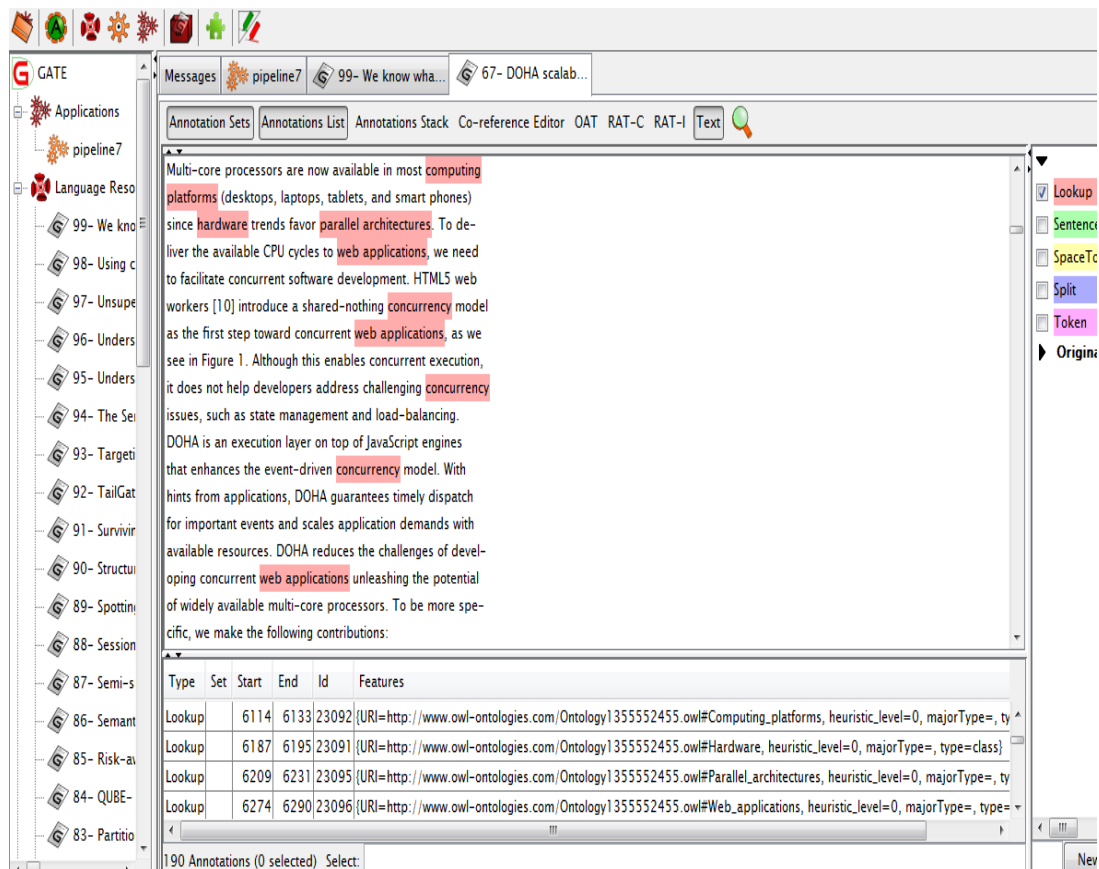 GATE
Applications
pipeline7
Language Reso
99- We kno
98- Using c
97- Unsupe
96- Unders
95- Unders
94- The Ser
93- Targeti
92- TailGat
91- Survivir
90- Structur
89- Spotting
88- Session
87- Semi-s
86- Semant
85- Risk-av
84- QUBE-
83- Partitio
Messages pipeline7 99- We know wha... 67- DOHA scalab...
Annotation Sets Annotations List Annotations Stack Co-reference Editor OAT RAT-C RAT-I Text
Multi-core processors are now available in most computing
platforms (desktops, laptops, tablets, and smart phones)
since hardware trends favor parallel architectures. To de-
liver the available CPU cycles to web applications, we need
to facilitate concurrent software development. HTML5 web
workers [10] introduce a shared-nothing concurrency model
as the first step toward concurrent web applications, as we
see in Figure 1. Although this enables concurrent execution,
it does not help developers address challenging concurrency
issues, such as state management and load-balancing.
DOHA is an execution layer on top of JavaScript engines
that enhances the event-driven concurrency model. With
hints from applications, DOHA guarantees timely dispatch
for important events and scales application demands with
available resources. DOHA reduces the challenges of devel-
oping concurrent web applications unleashing the potential
of widely available multi-core processors. To be more spe-
cific, we make the following contributions:
Type Set Start End Id Features
Lookup 6114 6133 23092 {URI=http://www.owl-ontologies.com/Ontology1355552455.owl#Computing_platforms, heuristic_level=0, majorType=, ty
Lookup 6187 6195 23091 {URI=http://www.owl-ontologies.com/Ontology1355552455.owl#Hardware, heuristic_level=0, majorType=, type=class}
Lookup 6209 6231 23095 {URI=http://www.owl-ontologies.com/Ontology1355552455.owl#Parallel_architectures, heuristic_level=0, majorType=, ty
Lookup 6274 6290 23096 {URI=http://www.owl-ontologies.com/Ontology1355552455.owl#Web_applications, heuristic_level=0, majorType=, type=
190 Annotations (0 selected) Select:
Lookup
Sentence
SpaceTo
Split
Token
Origina
New